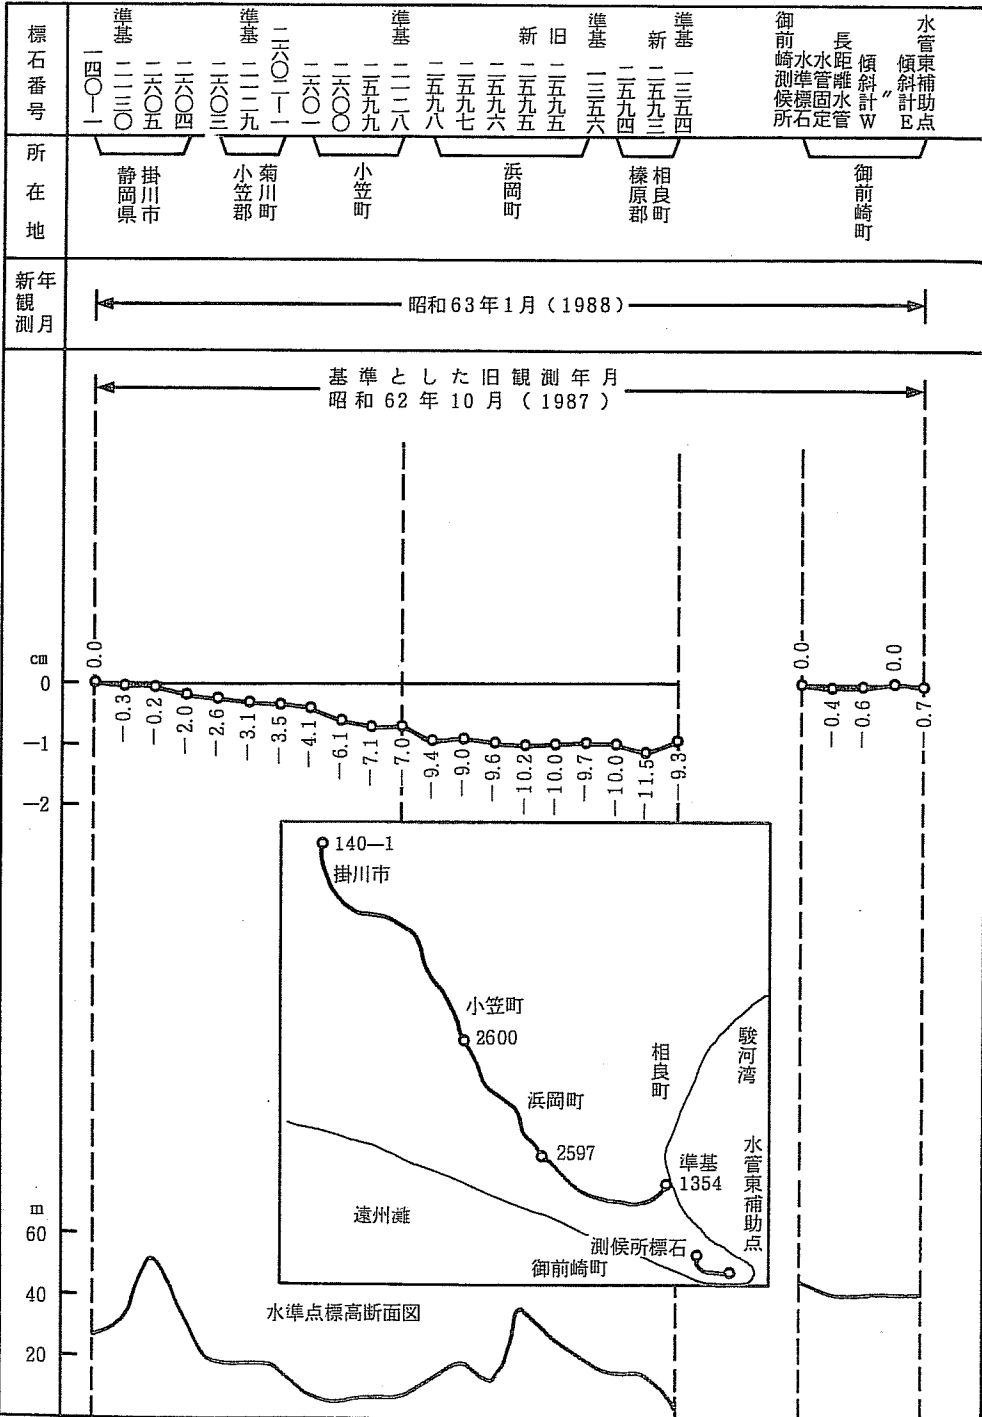 標石番号
一四〇―一
準基 二一三〇
二六〇五
二六〇四
二六〇三
準基 二一二九
二六〇二―一
二六〇一
二六〇〇
二五九九
準基 二一二八
二五九八
二五九七
二五九六
新 二五九五
旧 二五九五
準基 一三五六
二五九四
新 二五九三
準基 一三五四
御前崎測候所
水準標石
水管固定
長距離水管
傾斜計W
〃
傾斜計E
水管東補助点
所在地
静岡県
掛川市
小笠郡
菊川町
小笠町
浜岡町
榛原郡
相良町
御前崎町
新観測
年月
昭和63年1月(1988)
基準とした旧観測年月
昭和62年10月(1987)
cm
0
−1
−2
0.0
−0.3
−0.2
−2.0
−2.6
−3.1
−3.5
−4.1
−6.1
−7.1
−7.0
−9.4
−9.0
−9.6
−10.2
−10.0
−9.7
−10.0
−11.5
−9.3
0.0
−0.4
−0.6
0.0
−0.7
140―1
掛川市
小笠町
2600
浜岡町
2597
相良町
駿河湾
準基
1354
水管東補助点
遠州灘
測候所標石
御前崎町
m
60
40
20
水準点標高断面図